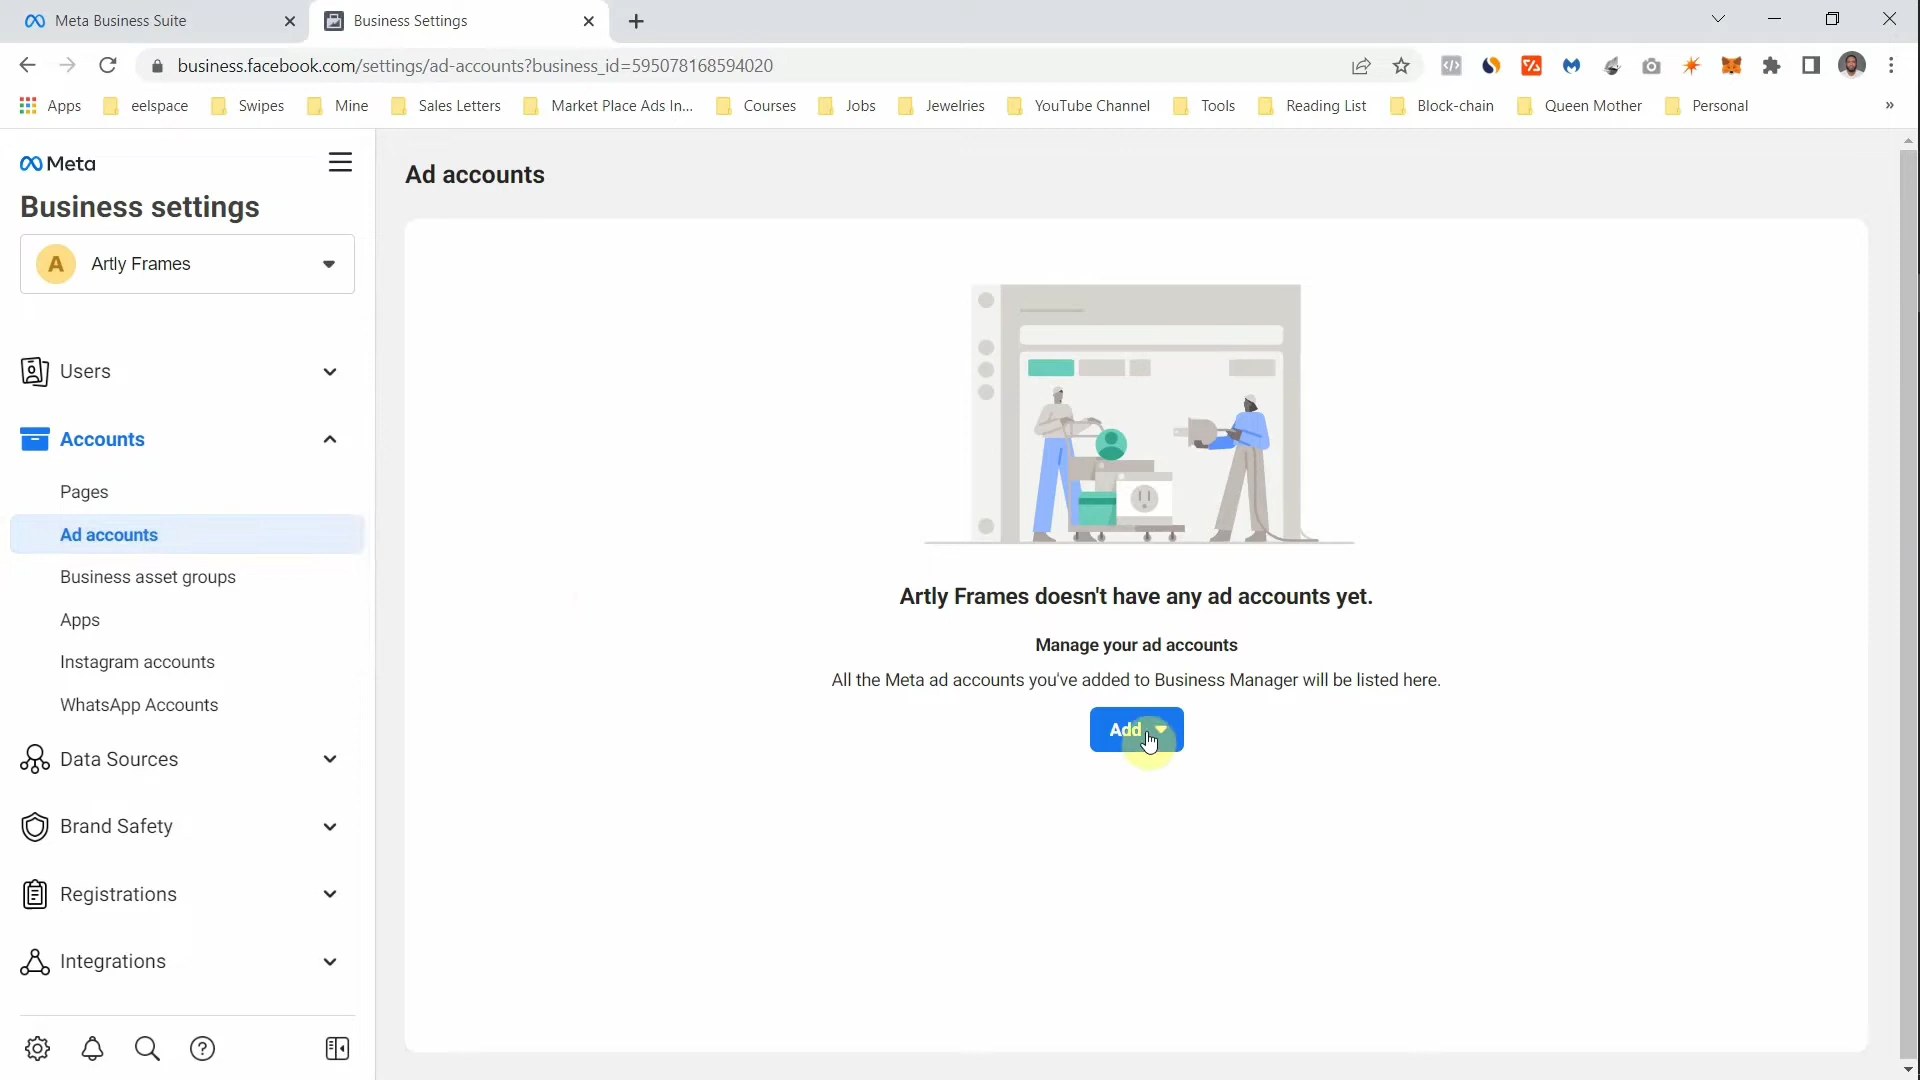 Meta Business Suite
Business Settings
business.facebook.com/settings/ad-accounts?business_id=595078168594020
Apps
eelspace
Swipes
Mine
Sales Letters
Market Place Ads In...
Courses
Jobs
Jewelries
YouTube Channel
Tools
Reading List
Block-chain
Queen Mother
Personal
»
Meta
Business settings
A
Artly Frames
Users
Accounts
Pages
Ad accounts
Business asset groups
Apps
Instagram accounts
WhatsApp Accounts
Data Sources
Brand Safety
Registrations
Integrations
Ad accounts
Artly Frames doesn't have any ad accounts yet.
Manage your ad accounts
All the Meta ad accounts you've added to Business Manager will be listed here.
Add